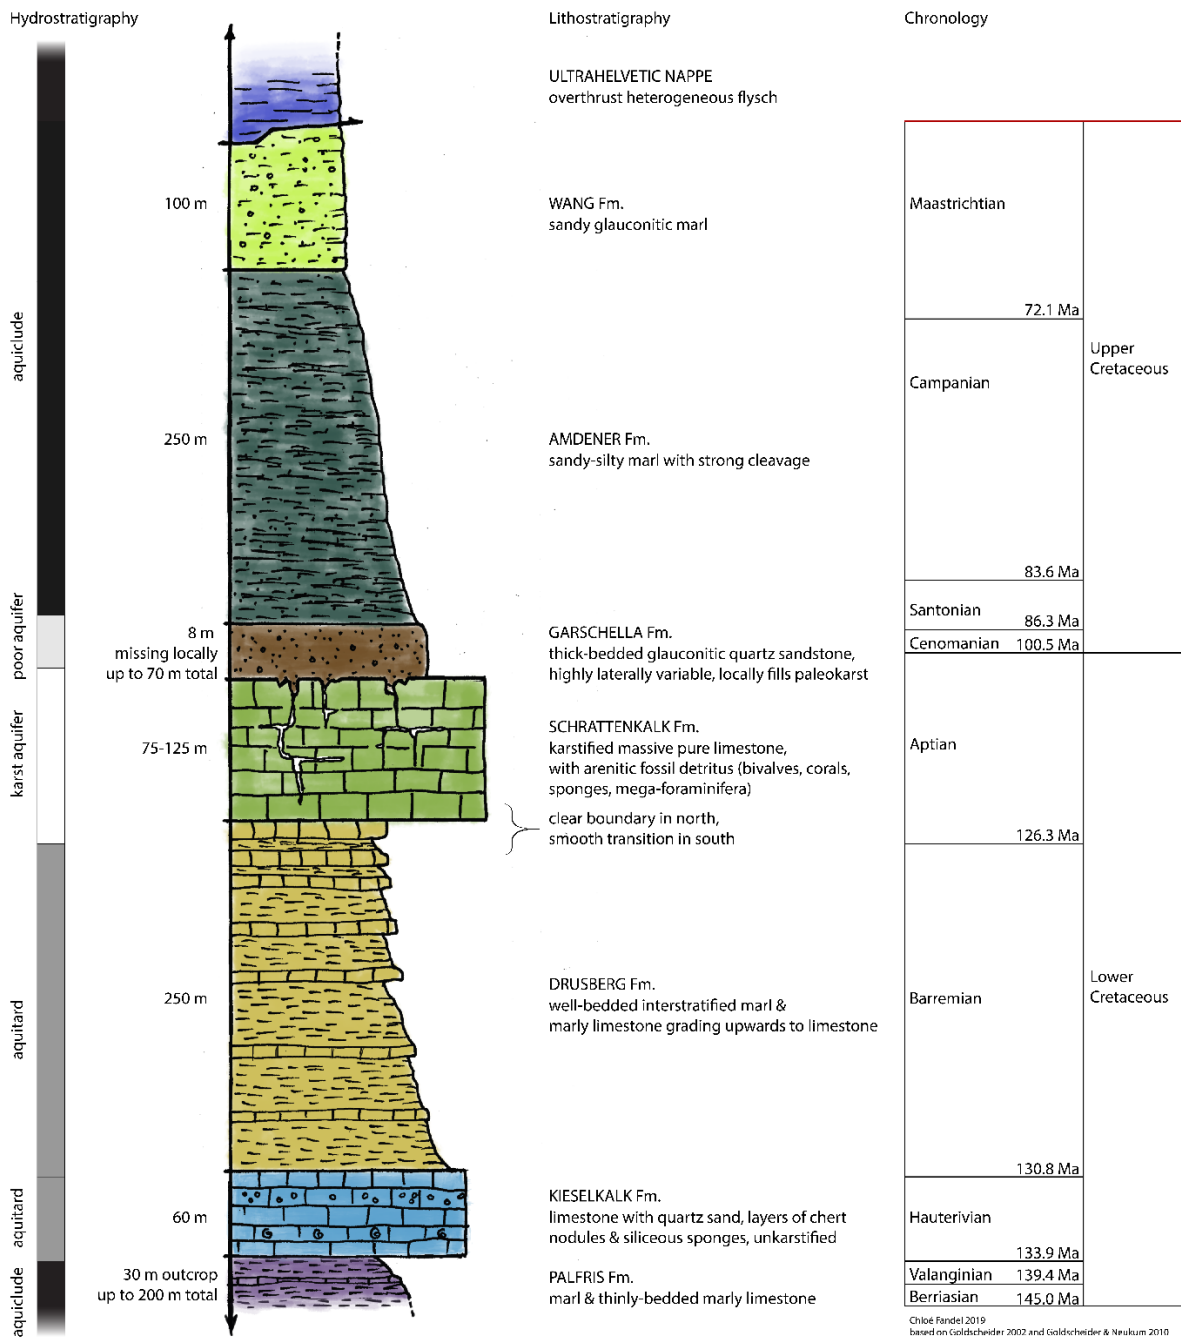 Hydrostratigraphy
Lithostratigraphy
Chronology
ULTRAHELVETIC NAPPE
overthrust heterogeneous flysch
100 m
WANG Fm.
sandy glauconitic marl
Maastrichtian
72.1 Ma
aquiclude
Upper
Cretaceous
Campanian
250 m
AMDENER Fm.
sandy-silty marl with strong cleavage
83.6 Ma
Santonian
86.3 Ma
poor aquifer
8 m
missing locally
up to 70 m total
GARSCHELLA Fm.
thick-bedded glauconitic quartz sandstone,
highly laterally variable, locally fills paleokarst
Cenomanian
100.5 Ma
karst aquifer
75-125 m
SCHRATTENKALK Fm.
karstified massive pure limestone,
with arenitic fossil detritus (bivalves, corals,
sponges, mega-foraminifera)
Aptian
clear boundary in north,
smooth transition in south
126.3 Ma
aquitard
250 m
DRUSBERG Fm.
well-bedded interstratified marl &
marly limestone grading upwards to limestone
Barremian
Lower
Cretaceous
130.8 Ma
aquitard
60 m
KIESELKALK Fm.
limestone with quartz sand, layers of chert
nodules & siliceous sponges, unkarstified
Hauterivian
133.9 Ma
aquiclude
30 m outcrop
up to 200 m total
PALFRIS Fm.
marl & thinly-bedded marly limestone
Valanginian
139.4 Ma
Berriasian
145.0 Ma
Chloé Fandel 2019
based on Goldscheider 2002 and Goldscheider & Neukum 2010